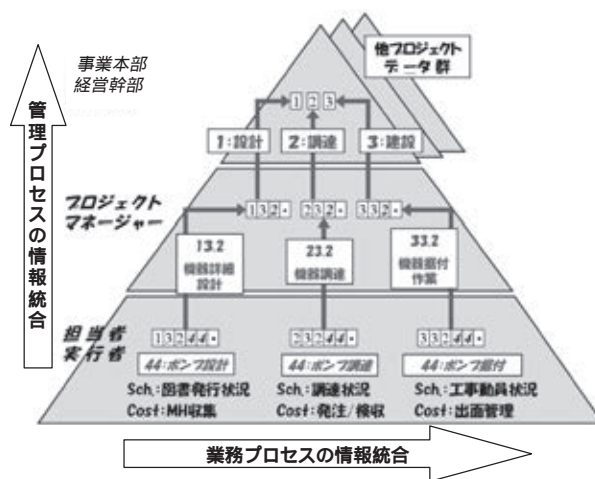 他プロジェクト
データ群
事業本部
経営幹部
管理プロセスの情報統合
1 2 3
1:設計
2:調達
3:建設
プロジェクト
マネージャー
132・
232・
332・
13.2
機器詳細
設計
23.2
機器調達
33.2
機器据付
作業
担当者
実行者
13244・
23244・
33244・
44:ポンプ設計
44:ポンプ調達
44:ポンプ据付
Sch.:図書発行状況
Cost:MH収集
Sch.:調達状況
Cost:発注/検収
Sch.:工事動員状況
Cost:出面管理
業務プロセスの情報統合